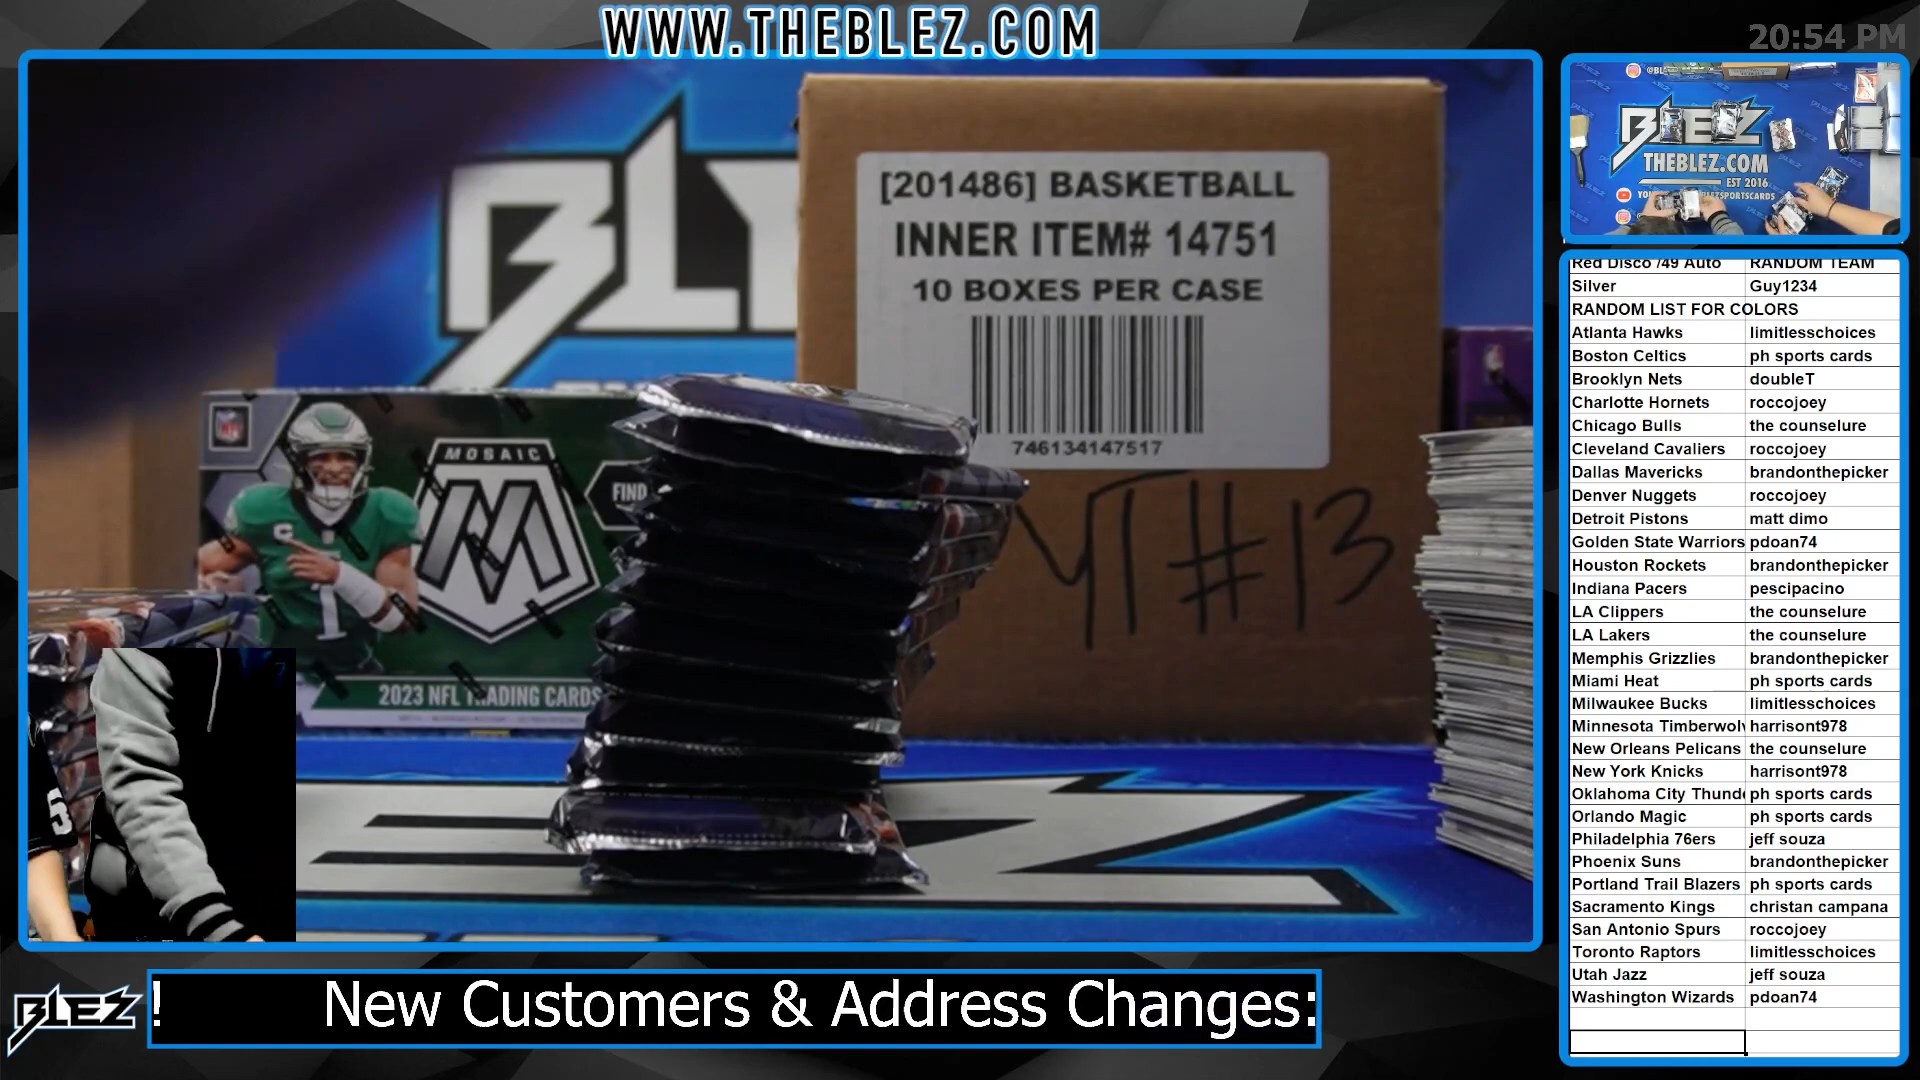 WWW.THEBLEZ.COM
20:54 PM
BLEZ
[201486] BASKETBALL
INNER ITEM# 14751
10 BOXES PER CASE
746134147517
YT#13
MOSAIC
M
FIND
1
2023 NFL TRADING CARDS
5
BLEZ
THEBLEZ.COM
EST 2016
Red Disco /49 Auto RANDOM TEAM
Silver Guy1234
RANDOM LIST FOR COLORS
Atlanta Hawks limitlesschoices
Boston Celtics ph sports cards
Brooklyn Nets doubleT
Charlotte Hornets roccojoey
Chicago Bulls the counselure
Cleveland Cavaliers roccojoey
Dallas Mavericks brandonthepicker
Denver Nuggets roccojoey
Detroit Pistons matt dimo
Golden State Warriors pdoan74
Houston Rockets brandonthepicker
Indiana Pacers pescipacino
LA Clippers the counselure
LA Lakers the counselure
Memphis Grizzlies brandonthepicker
Miami Heat ph sports cards
Milwaukee Bucks limitlesschoices
Minnesota Timberwolv harrisont978
New Orleans Pelicans the counselure
New York Knicks harrisont978
Oklahoma City Thunde ph sports cards
Orlando Magic ph sports cards
Philadelphia 76ers jeff souza
Phoenix Suns brandonthepicker
Portland Trail Blazers ph sports cards
Sacramento Kings christan campana
San Antonio Spurs roccojoey
Toronto Raptors limitlesschoices
Utah Jazz jeff souza
Washington Wizards pdoan74
BLEZ
! New Customers & Address Changes: